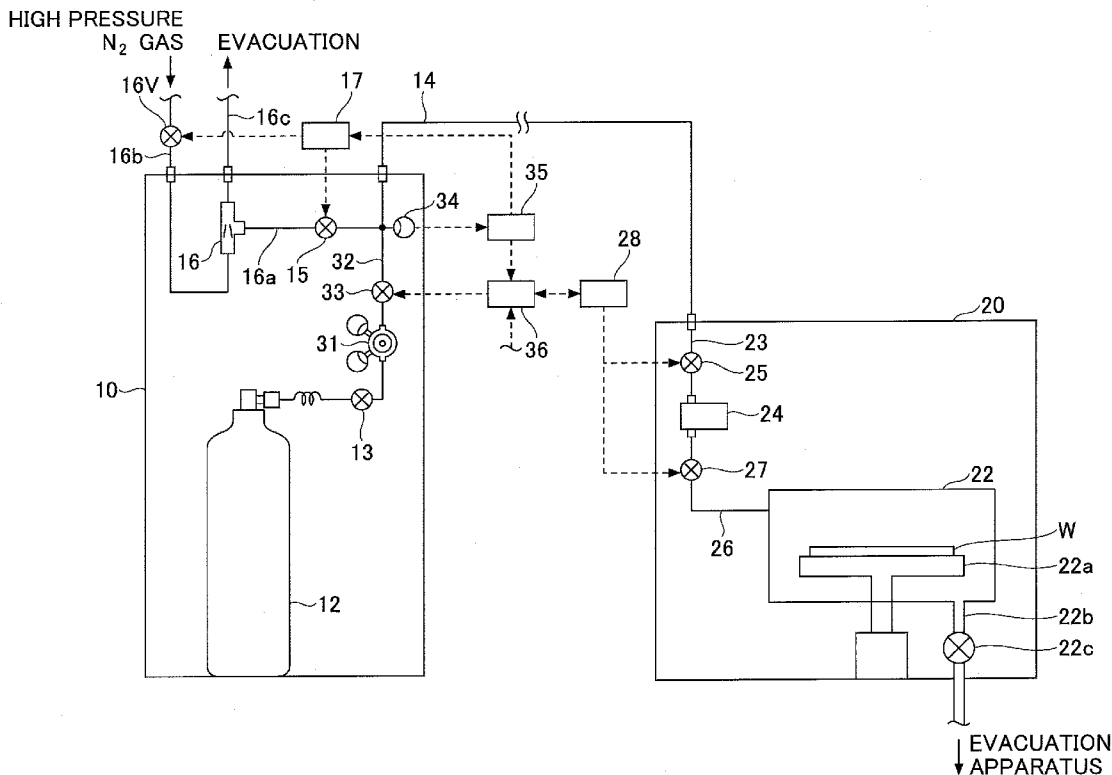 HIGH PRESSURE
N₂ GAS
EVACUATION
16V
16c
17
14
16b
35
34
28
16
16a
15
32
33
36
20
31
23
25
10
24
13
27
22
26
W
22a
12
22b
22c
EVACUATION
APPARATUS